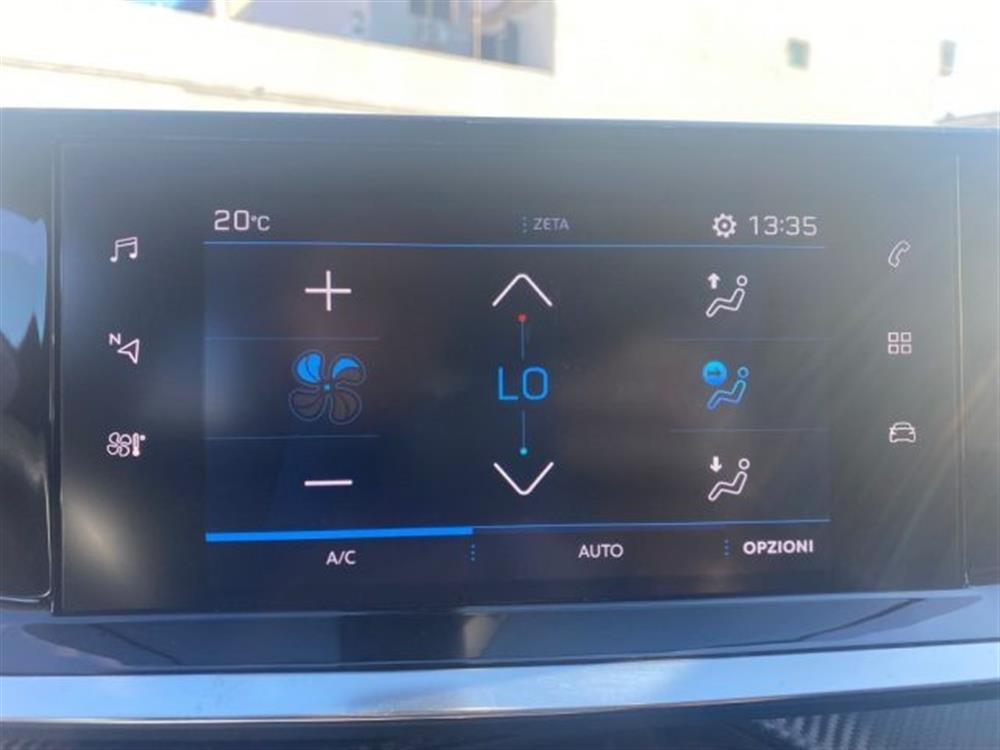 20°C ZETA 13:35
N
LO
A/C AUTO OPZIONI